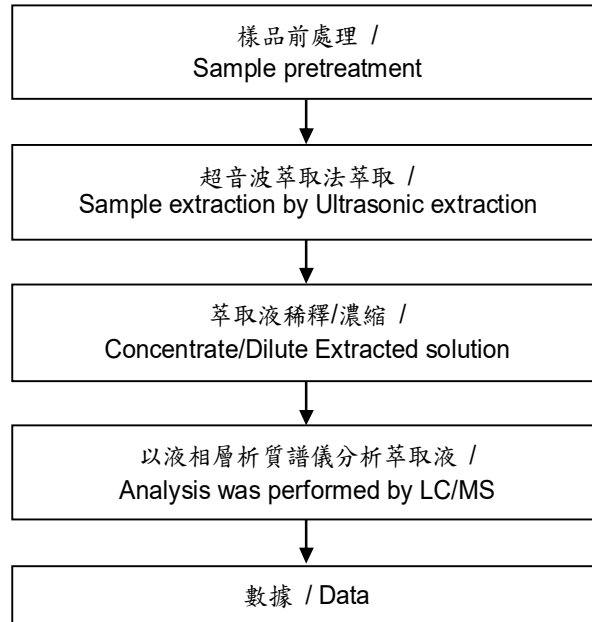 樣品前處理 /
Sample pretreatment
超音波萃取法萃取 /
Sample extraction by Ultrasonic extraction
萃取液稀釋/濃縮 /
Concentrate/Dilute Extracted solution
以液相層析質譜儀分析萃取液 /
Analysis was performed by LC/MS
數據 / Data